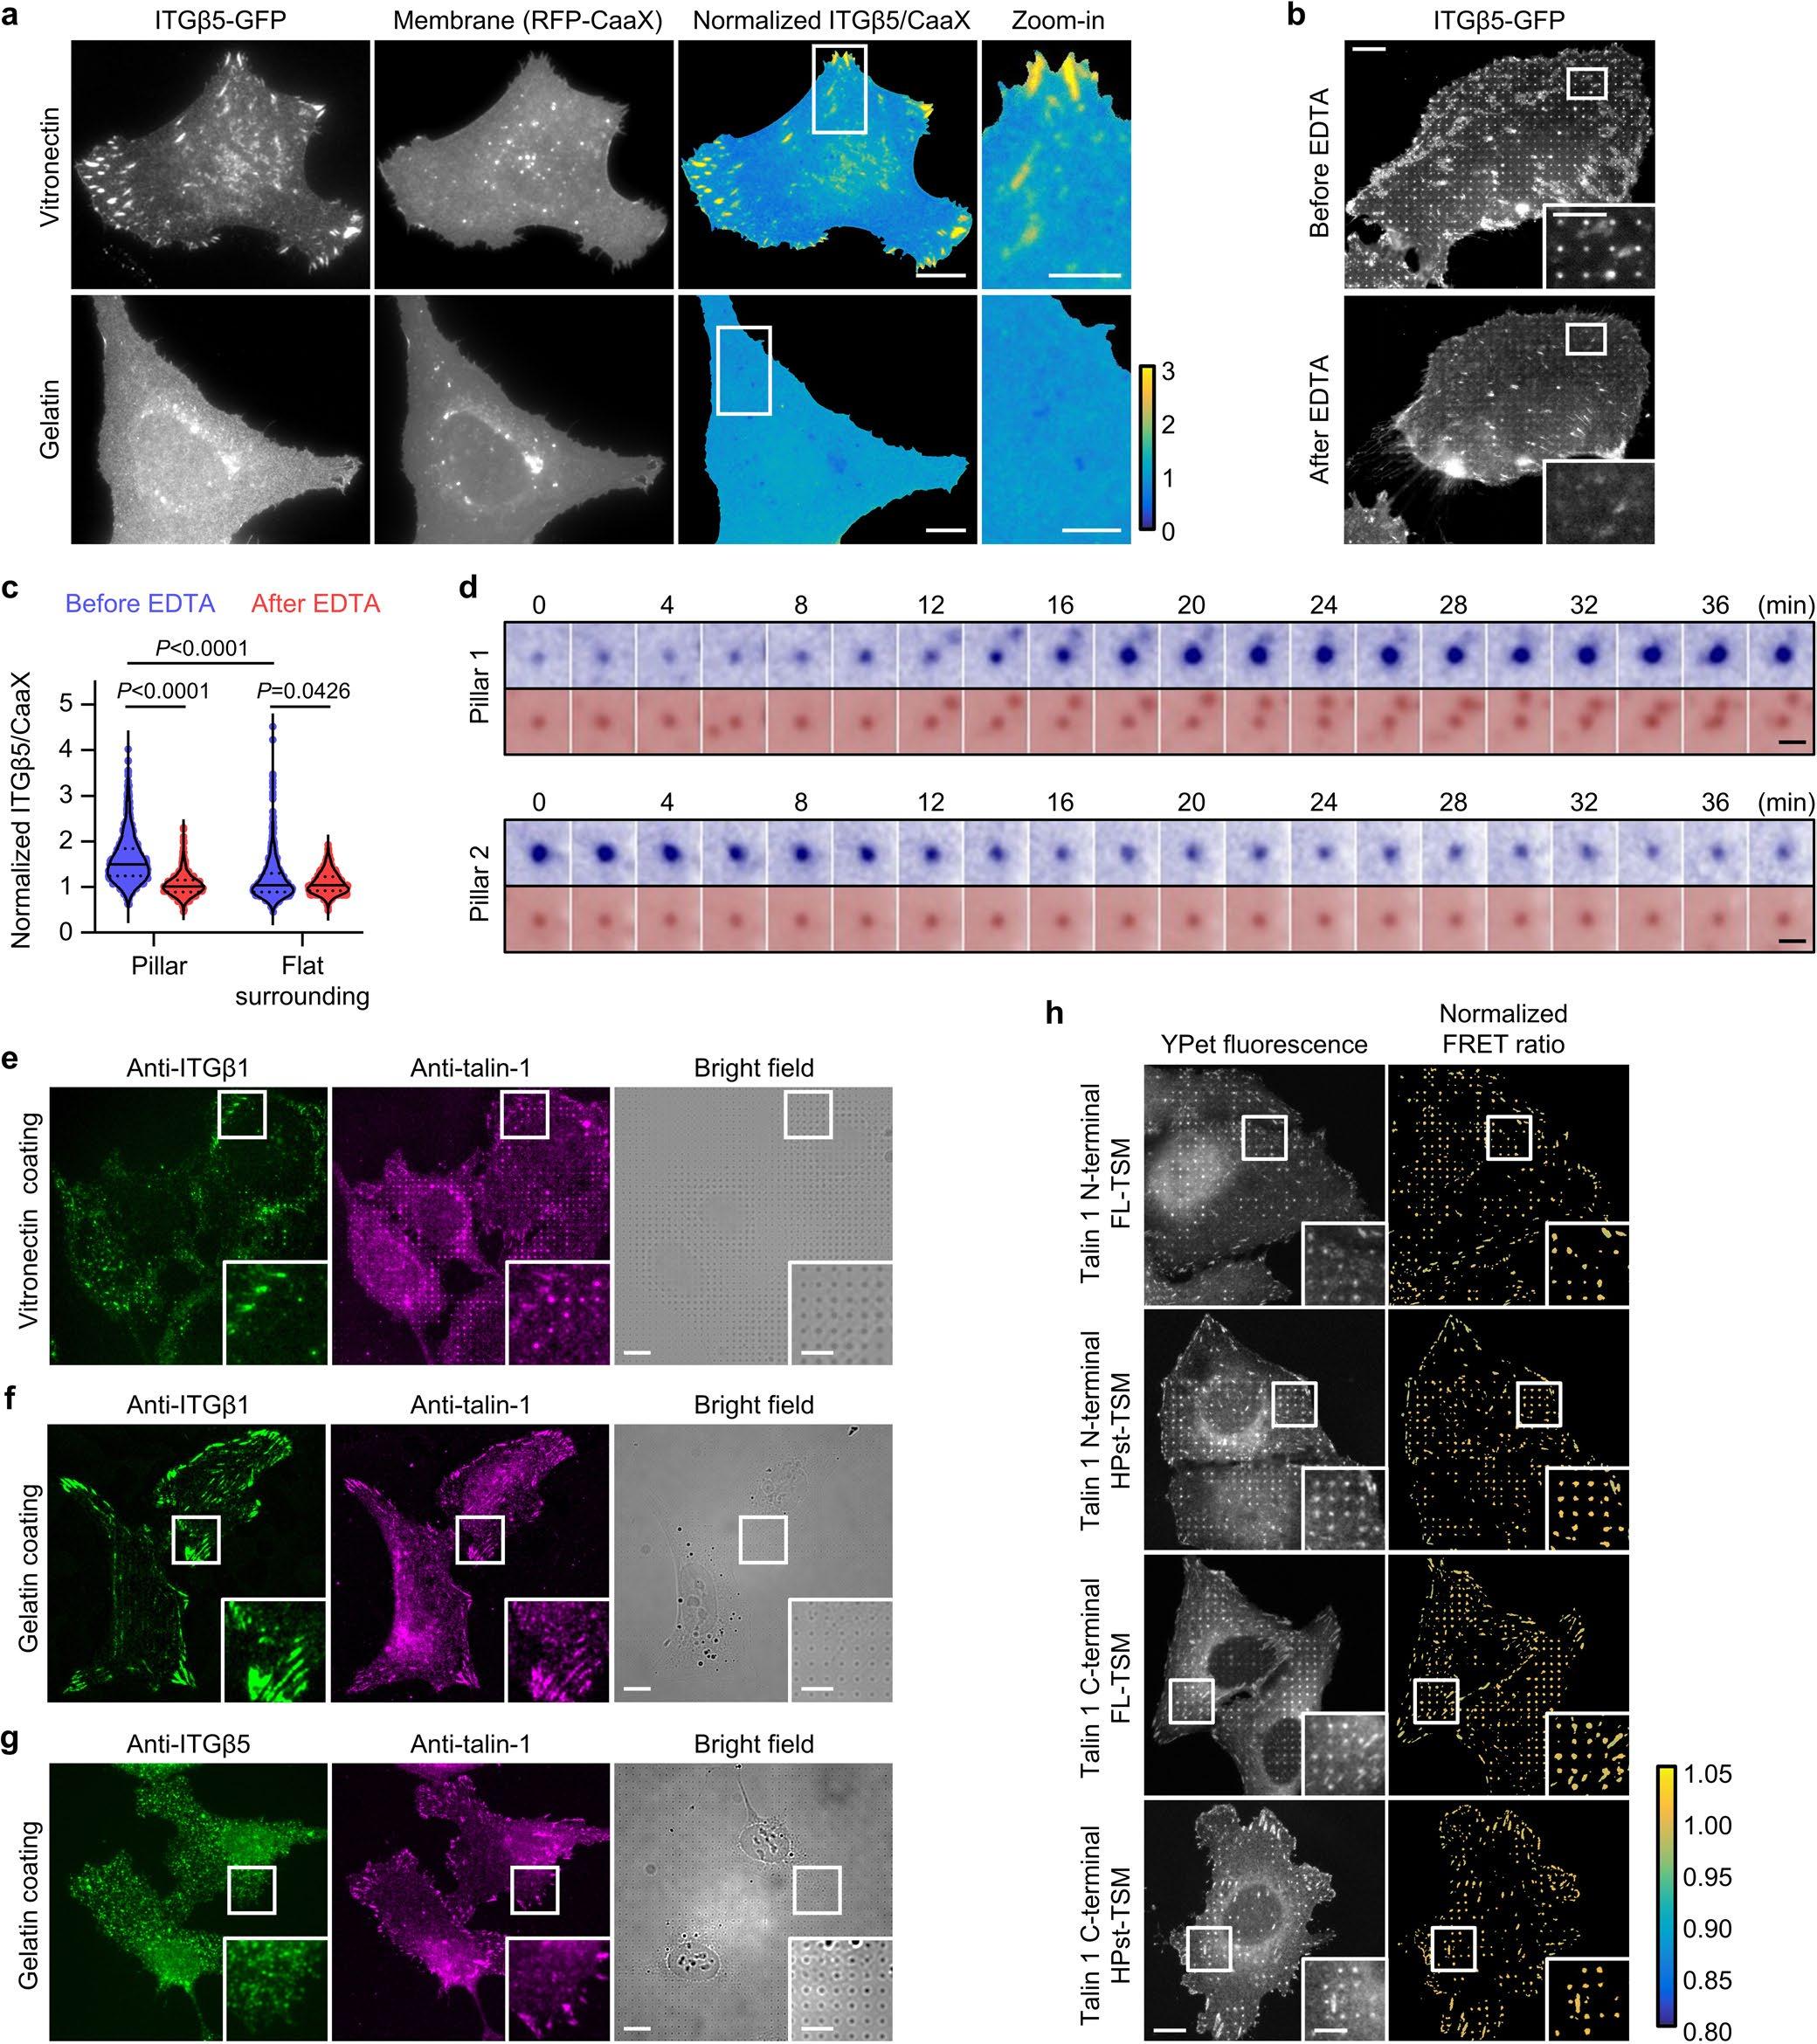 a
ITGβ5-GFP
Membrane (RFP-CaaX)
Normalized ITGβ5/CaaX
Zoom-in
Vitronectin
Gelatin
3
2
1
0
b
ITGβ5-GFP
Before EDTA
After EDTA
c
Before EDTA
After EDTA
P<0.0001
P<0.0001
P=0.0426
Normalized ITGβ5/CaaX
5
4
3
2
1
0
Pillar
Flat
surrounding
d
0 4 8 12 16 20 24 28 32 36 (min)
Pillar 1
0 4 8 12 16 20 24 28 32 36 (min)
Pillar 2
e
Anti-ITGβ1
Anti-talin-1
Bright field
Vitronectin coating
f
Anti-ITGβ1
Anti-talin-1
Bright field
Gelatin coating
g
Anti-ITGβ5
Anti-talin-1
Bright field
Gelatin coating
h
YPet fluorescence
Normalized
FRET ratio
Talin 1 N-terminal
FL-TSM
Talin 1 N-terminal
HPst-TSM
Talin 1 C-terminal
FL-TSM
Talin 1 C-terminal
HPst-TSM
1.05
1.00
0.95
0.90
0.85
0.80